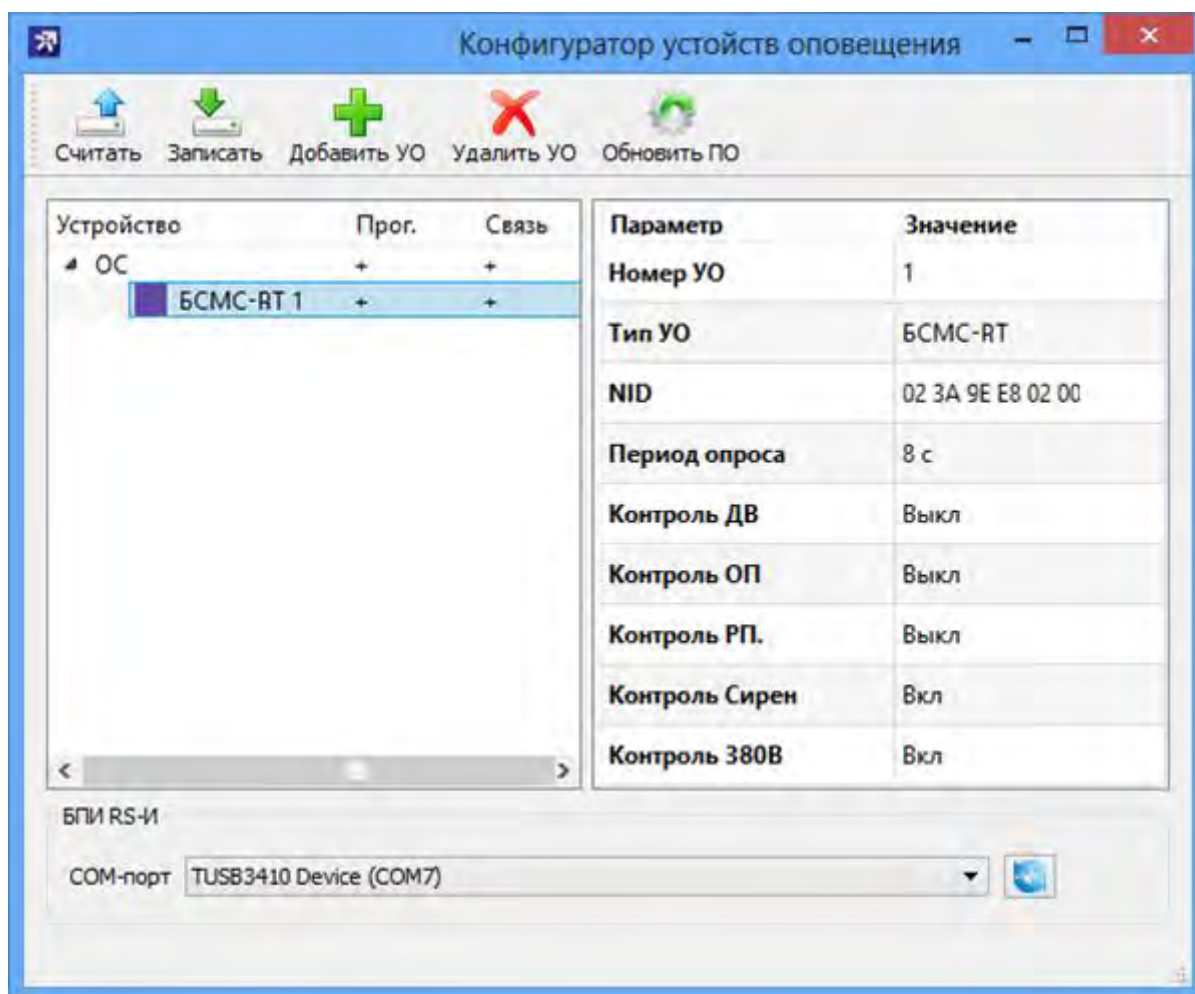 Конфигуратор устойств оповещения
Считать Записать Добавить УО Удалить УО Обновить ПО
Устройство Прог. Связь
ОС + +
БСМС-RT 1 + +
Параметр Значение
Номер УО 1
Тип УО БСМС-RT
NID 02 3A 9E E8 02 00
Период опроса 8 с
Контроль ДВ Выкл
Контроль ОП Выкл
Контроль РП. Выкл
Контроль Сирен Вкл
Контроль 380В Вкл
БПИ RS-И
COM-порт TUSB3410 Device (COM7)